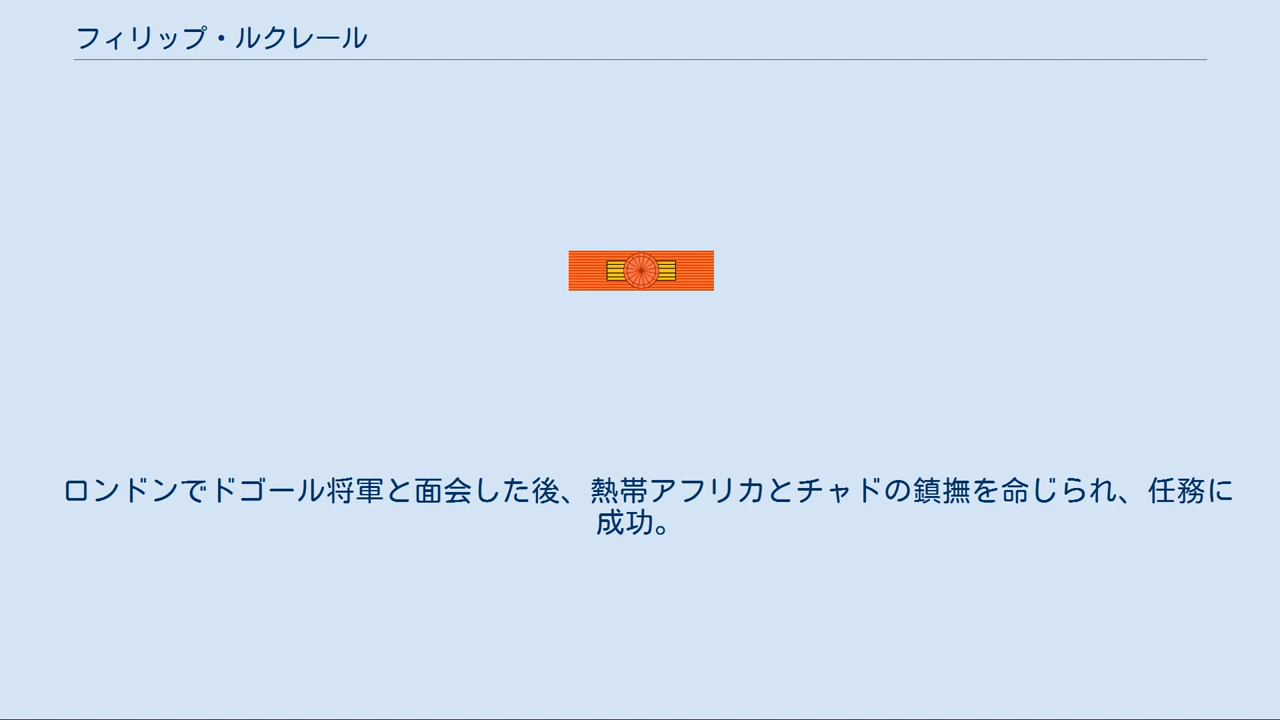 フィリップ・ルクレール
ロンドンでドゴール将軍と面会した後、熱帯アフリカとチャドの鎮撫を命じられ、任務に
成功。